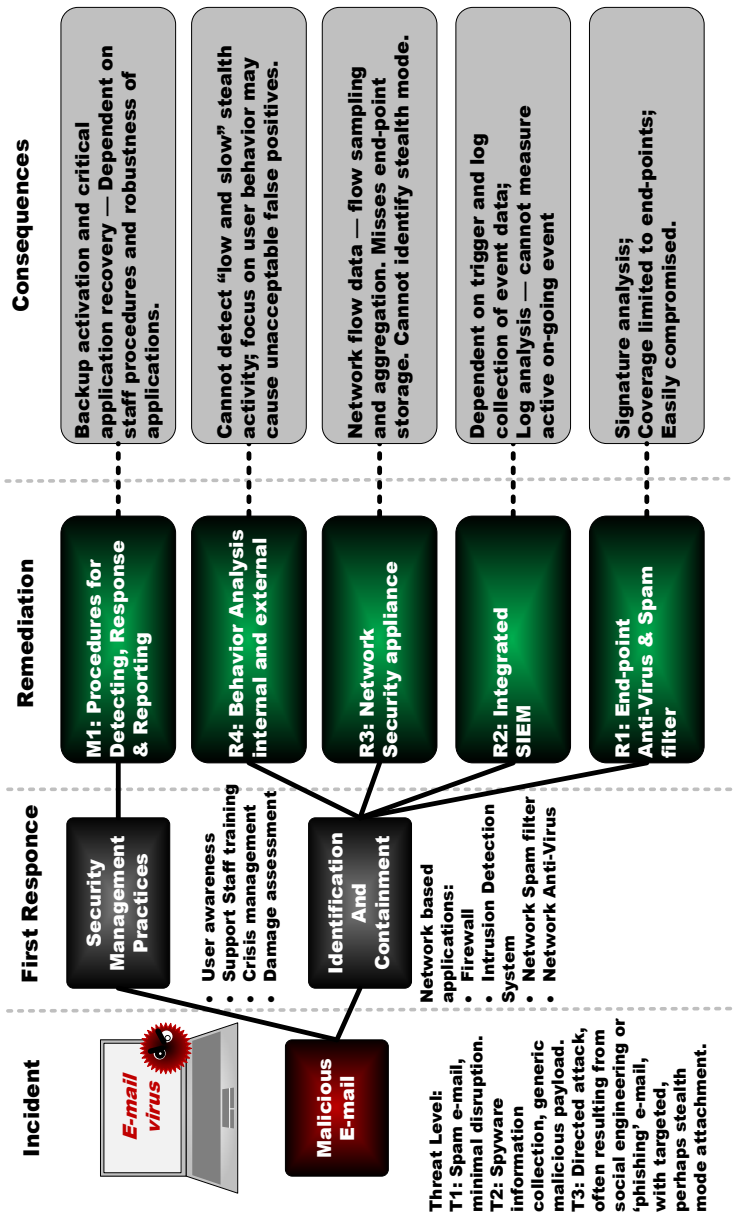 Incident
First Responce
Remediation
Consequences
E-mail
virus
Malicious
E-mail
Threat Level:
T1: Spam e-mail,
minimal disruption.
T2: Spyware
information
collection, generic
malicious payload.
T3: Directed attack,
often resulting from
social engineering or
‘phishing’ e-mail,
with targeted,
perhaps stealth
mode attachment.
Security
Management
Practices
• User awareness
• Support Staff training
• Crisis management
• Damage assessment
Identification
And
Containment
Network based
applications:
• Firewall
• Intrusion Detection
System
• Network Spam filter
• Network Anti-Virus
M1: Procedures for
Detecting, Response
& Reporting
R4: Behavior Analysis
internal and external
R3: Network
Security appliance
R2: Integrated
SIEM
R1: End-point
Anti-Virus & Spam
filter
Backup activation and critical
application recovery — Dependent on
staff procedures and robustness of
applications.
Cannot detect “low and slow” stealth
activity; focus on user behavior may
cause unacceptable false positives.
Network flow data — flow sampling
and aggregation. Misses end-point
storage. Cannot identify stealth mode.
Dependent on trigger and log
collection of event data;
Log analysis — cannot measure
active on-going event
Signature analysis;
Coverage limited to end-points;
Easily compromised.